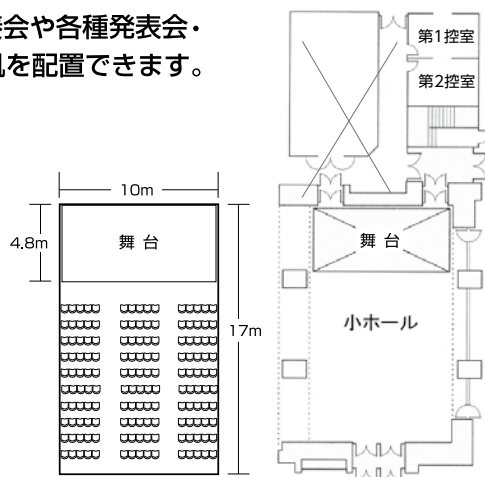 会や各種発表会・
を配置できます。
第1控室
第2控室
10m
4.8m
舞台
17m
舞台
小ホール